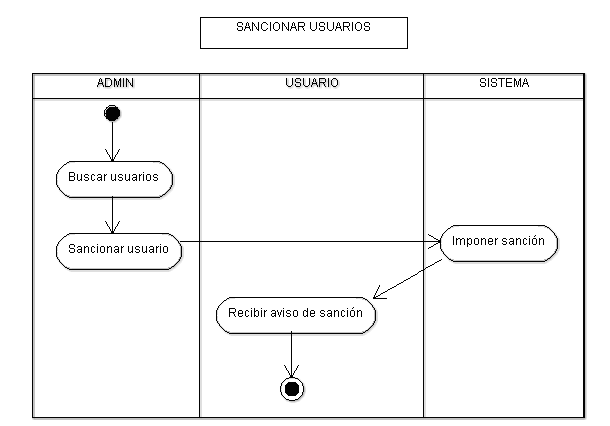 SANCIONAR USUARIOS
ADMIN
USUARIO
SISTEMA
Buscar usuarios
Sancionar usuario
Imponer sanción
Recibir aviso de sanción